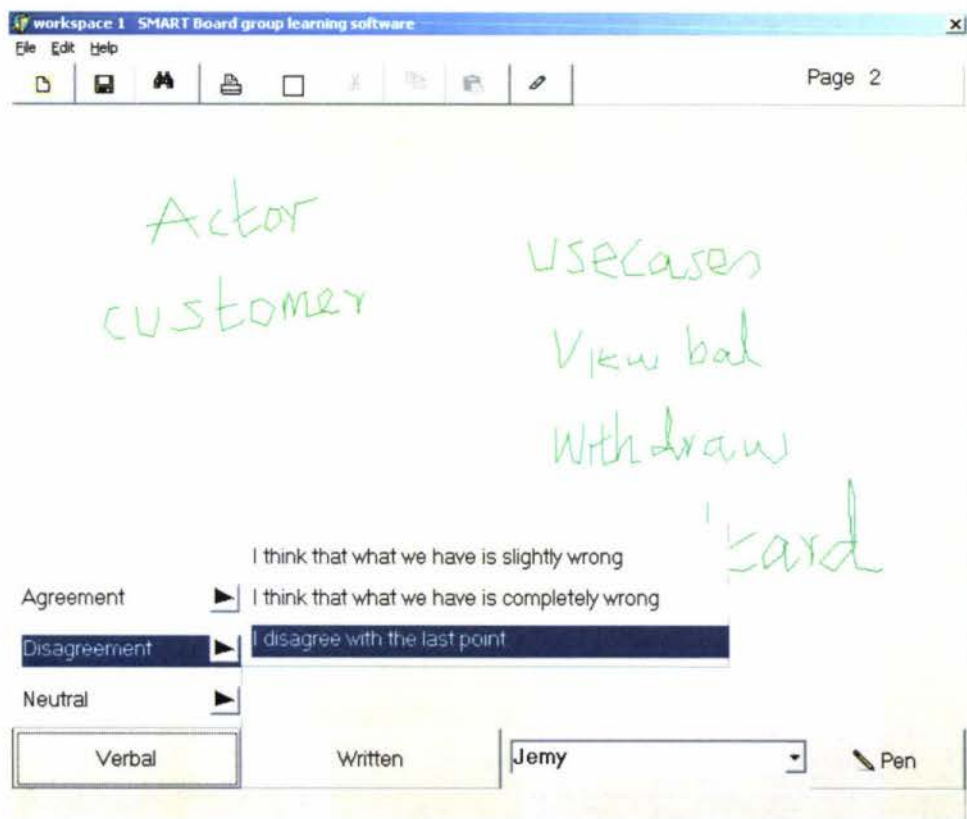 workspace 1 SMART Board group learning software
File Edit Help
Page 2
Actor
customer
usecases
View bal
Withdraw
card
I think that what we have is slightly wrong
Agreement
I think that what we have is completely wrong
Disagreement
I disagree with the last point
Neutral
Verbal
Written
Jemy
Pen